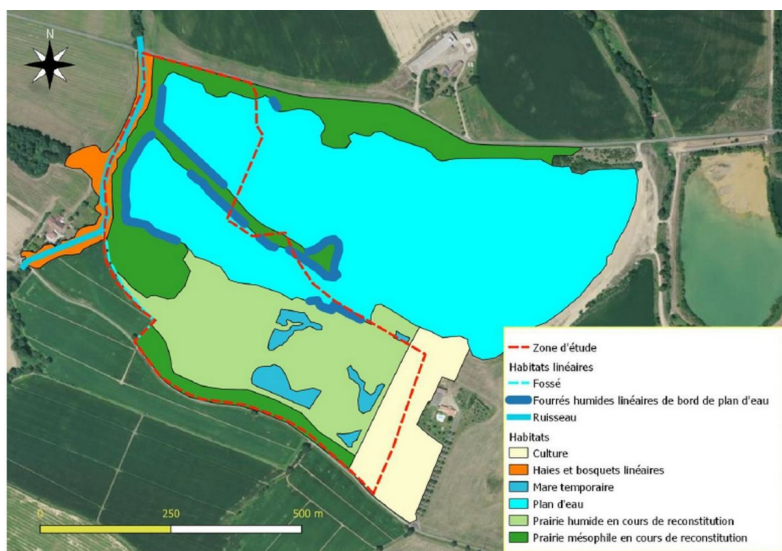 N
Zone d'étude
Habitats linéaires
Fossé
Fourrés humides linéaires de bord de plan d'eau
Ruisseau
Habitats
Culture
Haies et bosquets linéaires
Mare temporaire
Plan d'eau
Prairie humide en cours de reconstitution
Prairie mésophile en cours de reconstitution
0 250 500 m